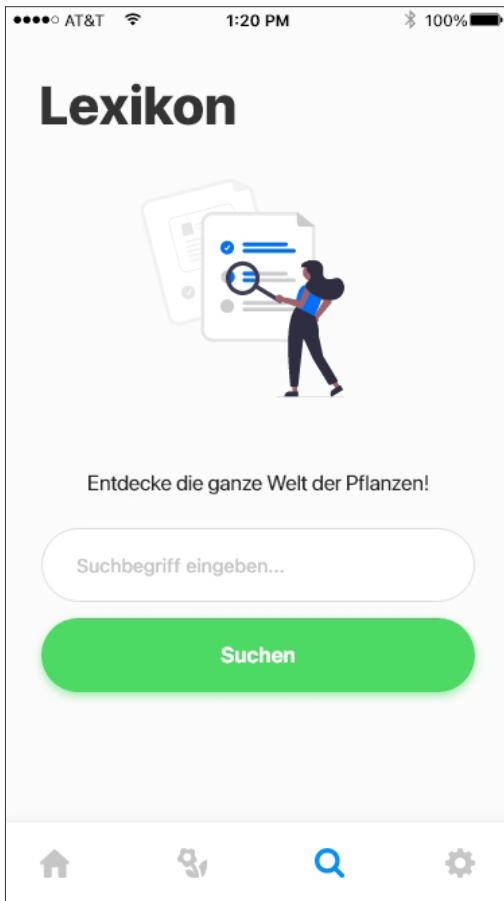 AT&T 1:20 PM 100%
Lexikon
Entdecke die ganze Welt der Pflanzen!
Suchbegriff eingeben...
Suchen